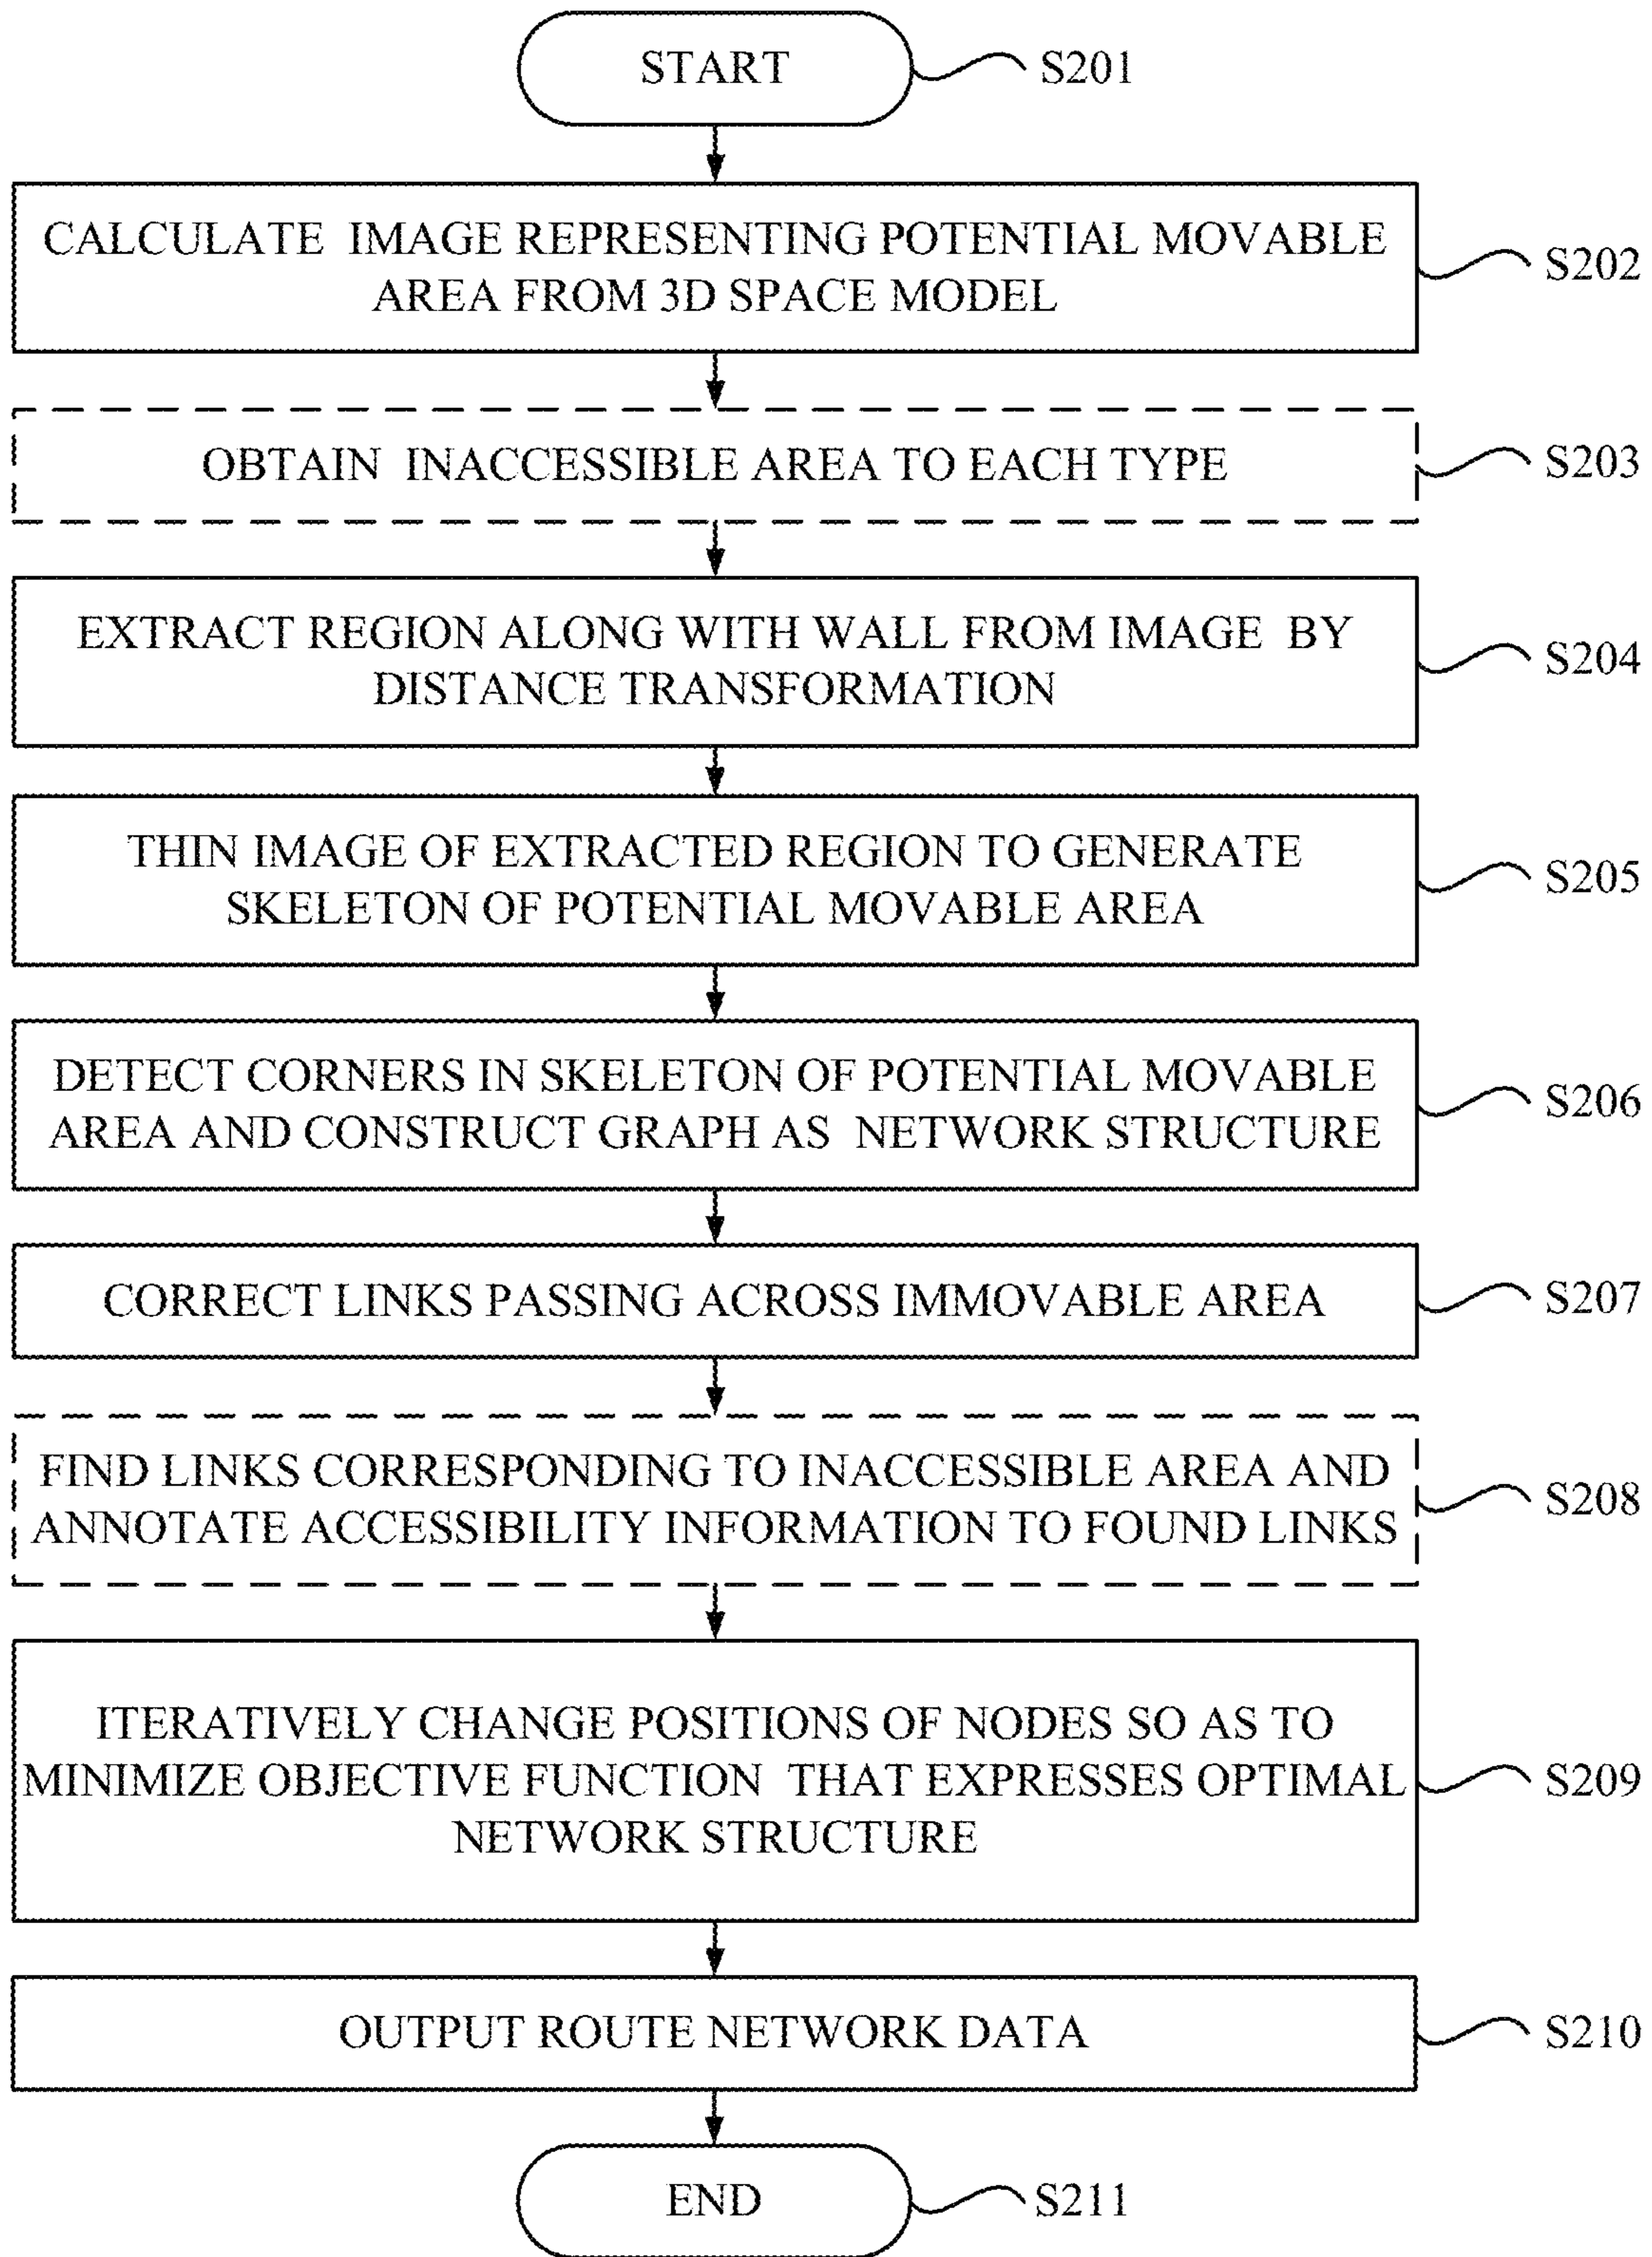 START
S201
CALCULATE IMAGE REPRESENTING POTENTIAL MOVABLE
AREA FROM 3D SPACE MODEL
S202
OBTAIN INACCESSIBLE AREA TO EACH TYPE
S203
EXTRACT REGION ALONG WITH WALL FROM IMAGE BY
DISTANCE TRANSFORMATION
S204
THIN IMAGE OF EXTRACTED REGION TO GENERATE
SKELETON OF POTENTIAL MOVABLE AREA
S205
DETECT CORNERS IN SKELETON OF POTENTIAL MOVABLE
AREA AND CONSTRUCT GRAPH AS NETWORK STRUCTURE
S206
CORRECT LINKS PASSING ACROSS IMMOVABLE AREA
S207
FIND LINKS CORRESPONDING TO INACCESSIBLE AREA AND
ANNOTATE ACCESSIBILITY INFORMATION TO FOUND LINKS
S208
ITERATIVELY CHANGE POSITIONS OF NODES SO AS TO
MINIMIZE OBJECTIVE FUNCTION THAT EXPRESSES OPTIMAL
NETWORK STRUCTURE
S209
OUTPUT ROUTE NETWORK DATA
S210
END
S211